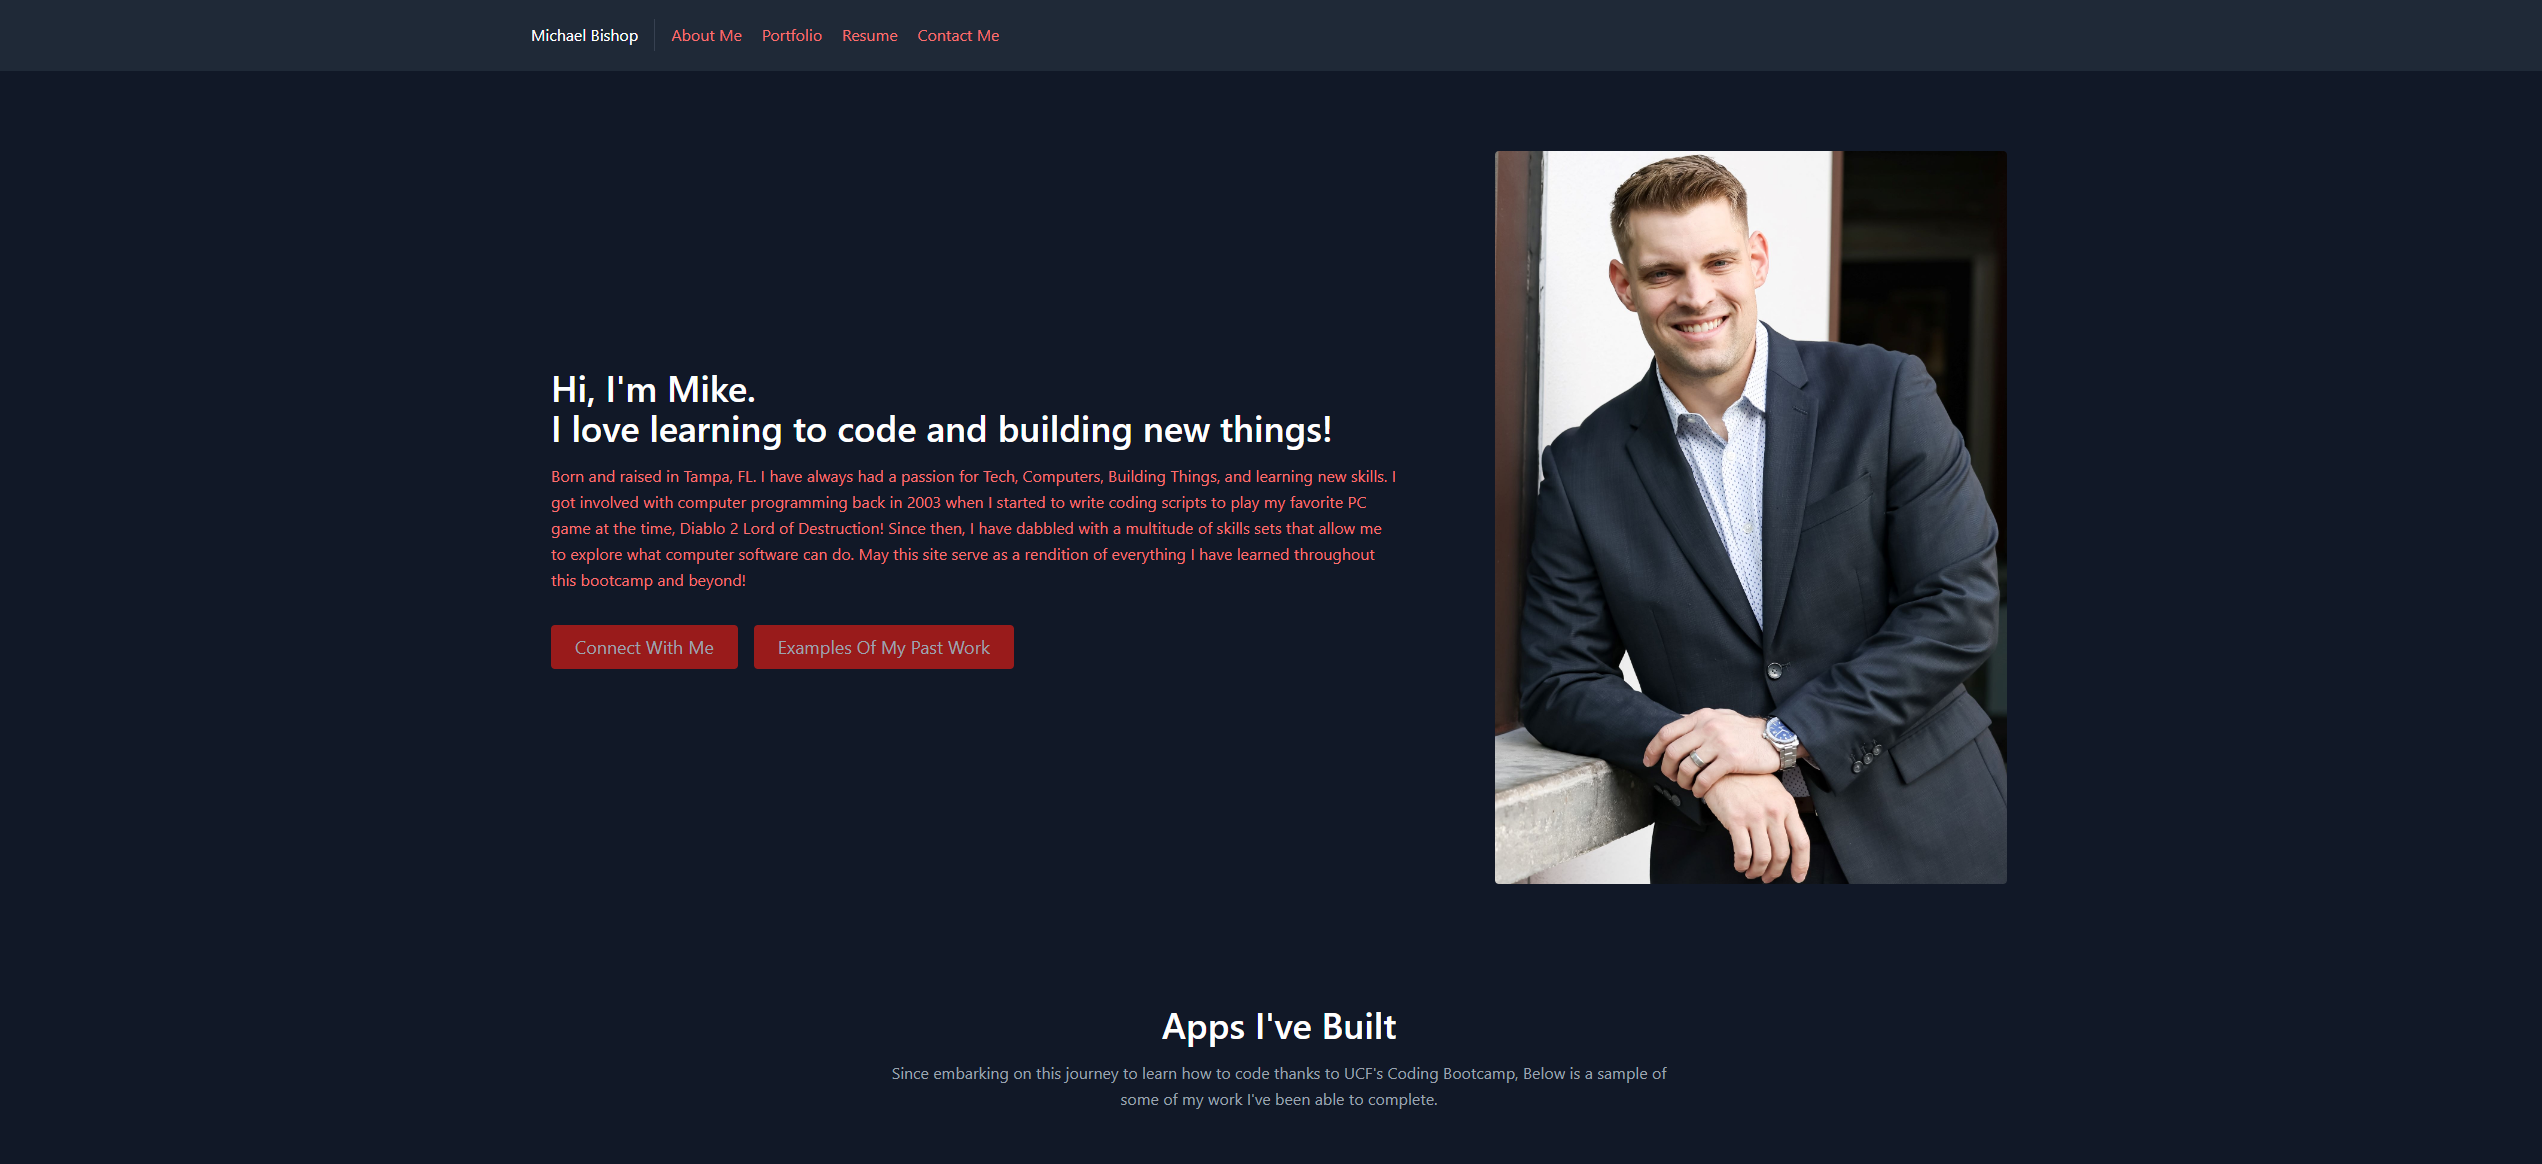 Michael Bishop About Me Portfolio Resume Contact Me
Hi, I'm Mike.
I love learning to code and building new things!
Born and raised in Tampa, FL. I have always had a passion for Tech, Computers, Building Things, and learning new skills. I
got involved with computer programming back in 2003 when I started to write coding scripts to play my favorite PC
game at the time, Diablo 2 Lord of Destruction! Since then, I have dabbled with a multitude of skills sets that allow me
to explore what computer software can do. May this site serve as a rendition of everything I have learned throughout
this bootcamp and beyond!
Connect With Me Examples Of My Past Work
Apps I've Built
Since embarking on this journey to learn how to code thanks to UCF's Coding Bootcamp, Below is a sample of
some of my work I've been able to complete.